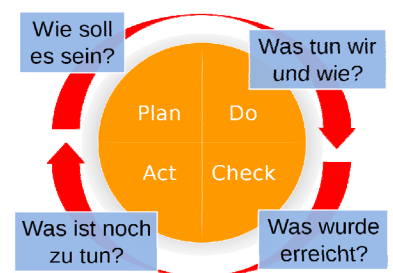 Wie soll
es sein?
Was tun wir
und wie?
Plan
Do
Act
Check
Was ist noch
zu tun?
Was wurde
erreicht?